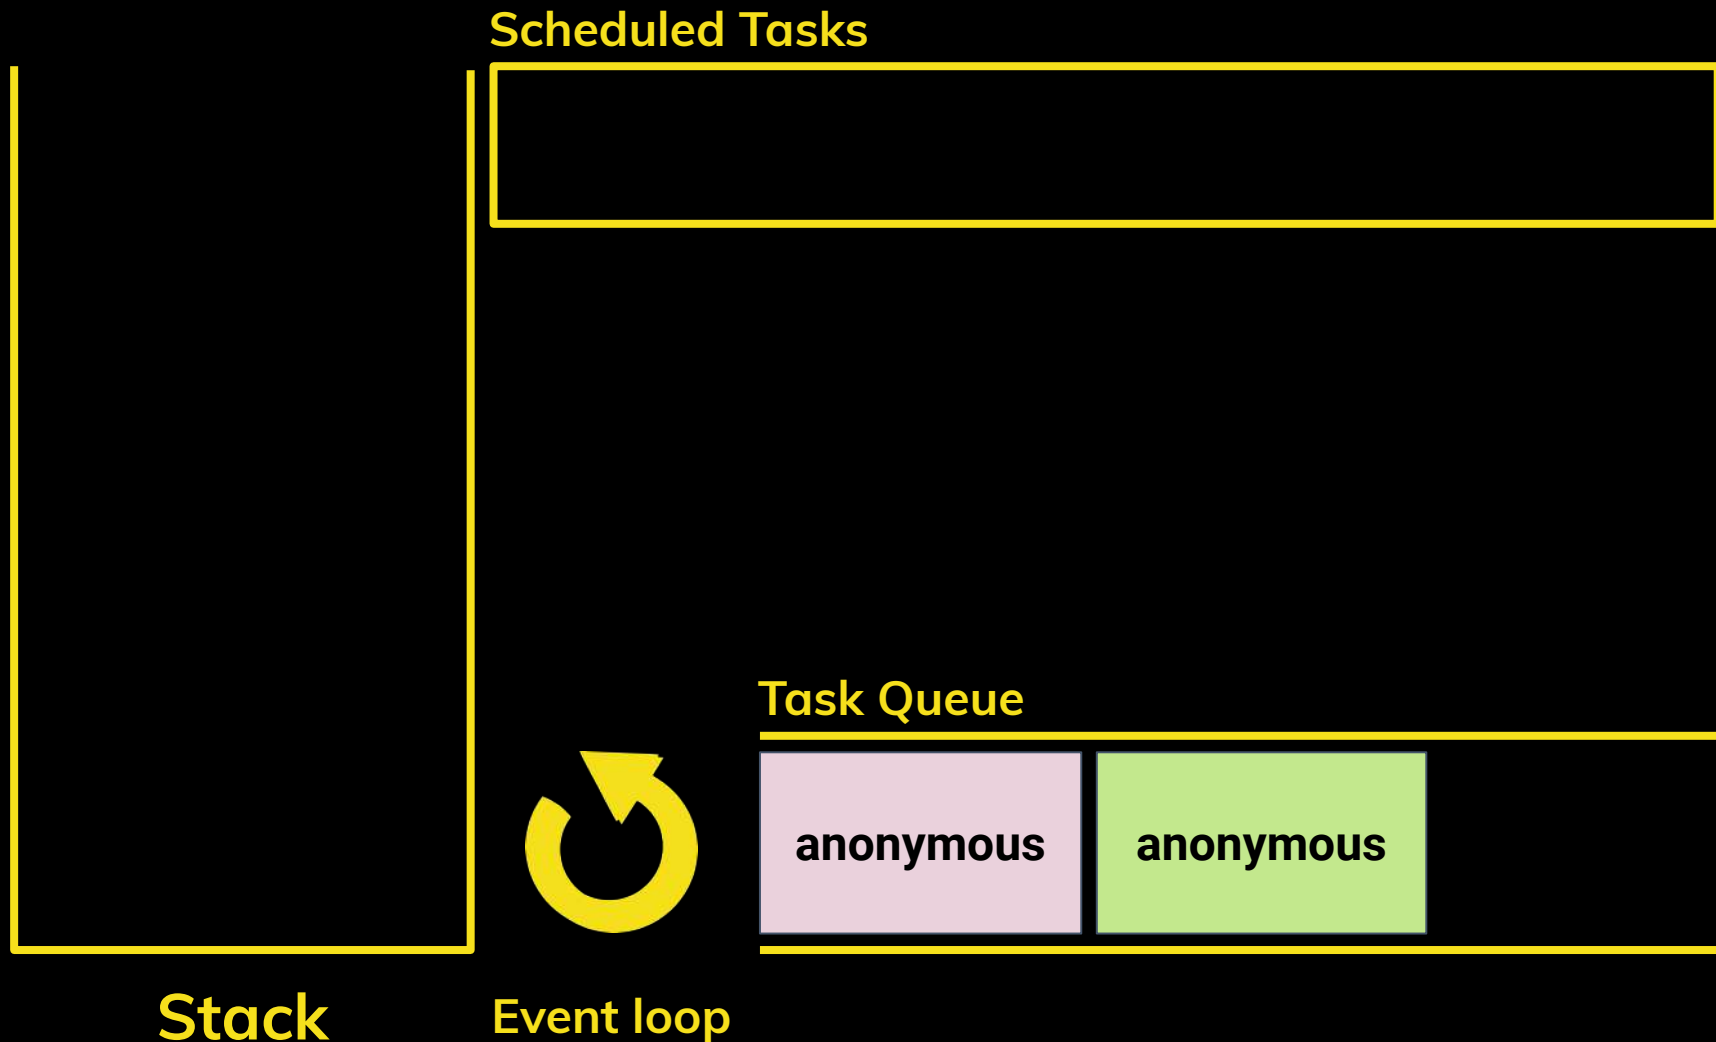 Scheduled Tasks
Task Queue
anonymous anonymous
Stack
Event loop